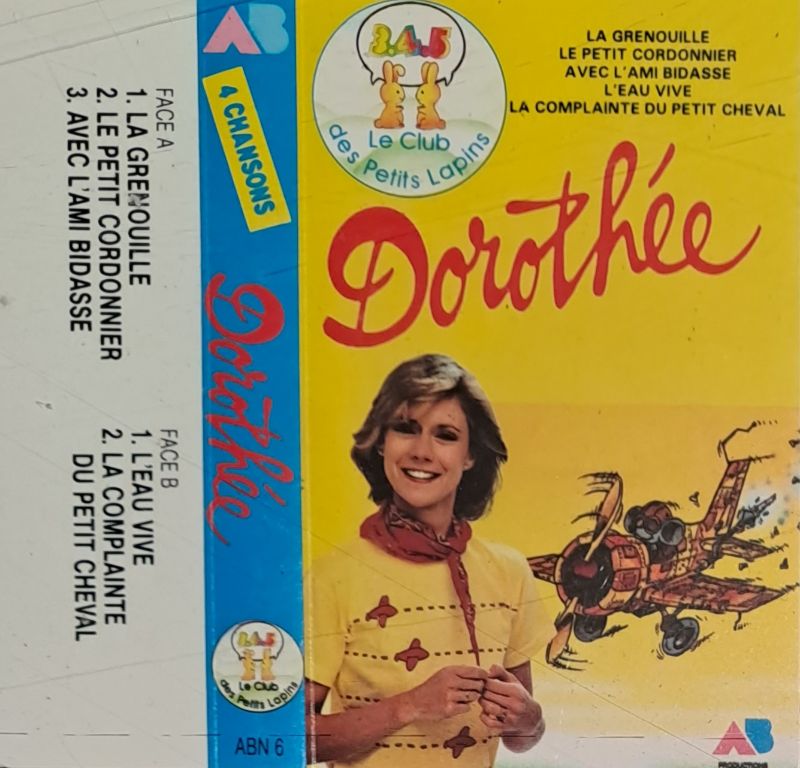 FACE A
1. LA GRENOUILLE
2. LE PETIT CORDONNIER
3. AVEC L'AMI BIDASSE
FACE B
1. L'EAU VIVE
2. LA COMPLAINTE
DU PETIT CHEVAL
AB
4 CHANSONS
Dorothée
3.4.5
Le Club
des Petits Lapins
ABN 6
3.4.5
Le Club
des Petits Lapins
LA GRENOUILLE
LE PETIT CORDONNIER
AVEC L'AMI BIDASSE
L'EAU VIVE
LA COMPLAINTE DU PETIT CHEVAL
Dorothée
AB
PRODUCTIONS